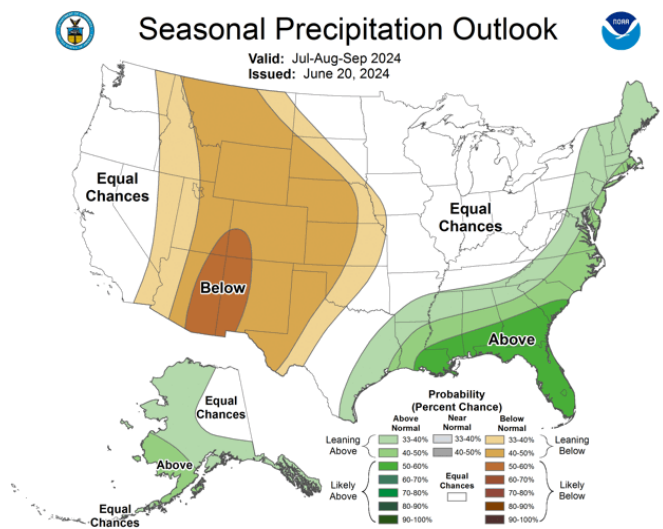 Seasonal Precipitation Outlook
NOAA
Valid: Jul-Aug-Sep 2024
Issued: June 20, 2024
Equal
Chances
Equal
Chances
Below
Above
Equal
Chances
Above
Equal
Chances
Probability
(Percent Chance)
Above
Normal
Near
Normal
Below
Normal
Leaning
Above
33-40%
33-40%
33-40%
Leaning
Below
40-50%
40-50%
40-50%
Likely
Above
50-60%
50-60%
60-70%
60-70%
70-80%
70-80%
80-90%
80-90%
90-100%
90-100%
Equal
Chances
Likely
Below